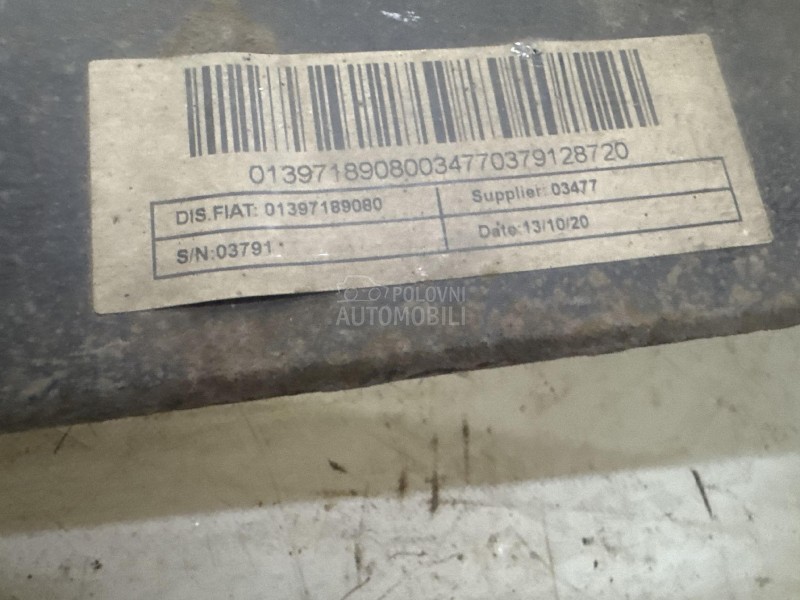 01397189080034770379128720
DIS.FIAT: 01397189080
Supplier: 03477
S/N:03791
Date:13/10/20
POLOVNI
AUTOMOBILI